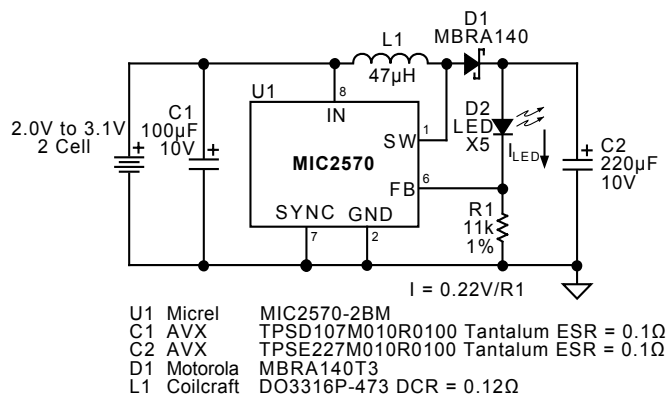 D1
MBRA140
L1
47µH
U1
8
IN
C1
100µF
10V
2.0V to 3.1V
2 Cell
+
+
SW
1
MIC2570
D2
LED
X5
ILED
+
C2
220µF
10V
FB
6
R1
11k
1%
SYNC
GND
7
2
I = 0.22V/R1
U1 Micrel MIC2570-2BM
C1 AVX TPSD107M010R0100 Tantalum ESR = 0.1Ω
C2 AVX TPSE227M010R0100 Tantalum ESR = 0.1Ω
D1 Motorola MBRA140T3
L1 Coilcraft DO3316P-473 DCR = 0.12Ω